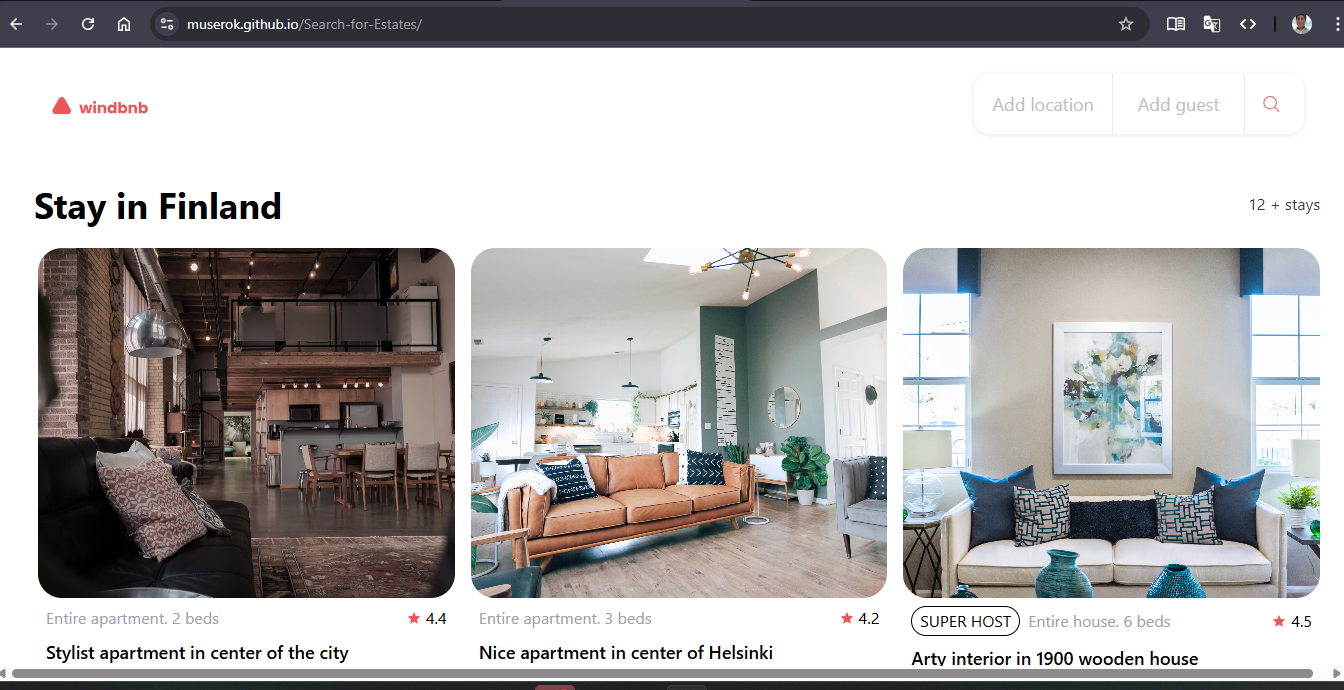 muserok.github.io/Search-for-Estates/
windbnb
Add location
Add guest
Stay in Finland
12 + stays
Entire apartment. 2 beds
4.4
Stylist apartment in center of the city
Entire apartment. 3 beds
4.2
Nice apartment in center of Helsinki
SUPER HOST
Entire house. 6 beds
4.5
Arty interior in 1900 wooden house